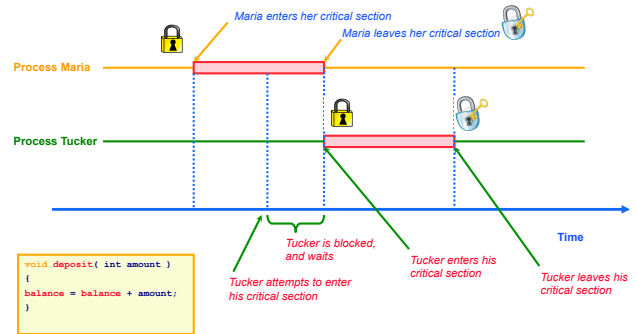 Maria enters her critical section
Maria leaves her critical section
Process Maria
Process Tucker
Time
Tucker is blocked,
and waits
Tucker attempts to enter
his critical section
Tucker enters his
critical section
Tucker leaves his
critical section
void deposit( int amount )
{
balance = balance + amount;
}